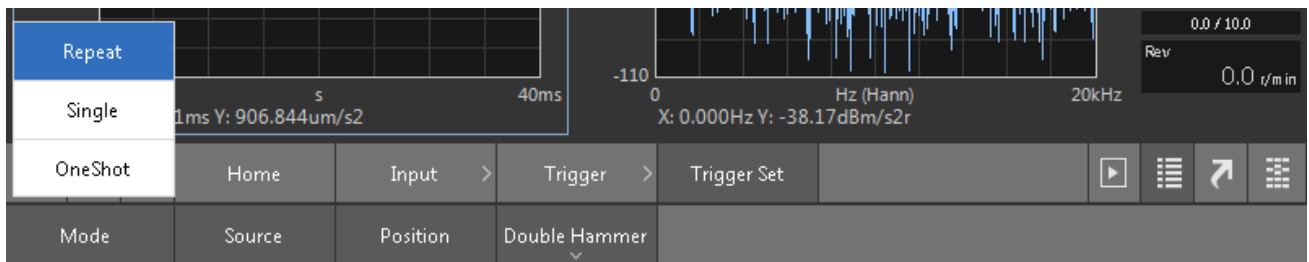 0.0 / 10.0
Rev
0.0 r/min
-110
s
40ms
0
Hz (Hann)
20kHz
1ms Y: 906.844um/s2
X: 0.000Hz Y: -38.17dBm/s2r
Repeat
Single
OneShot
Home
Input >
Trigger >
Trigger Set
Mode
Source
Position
Double Hammer